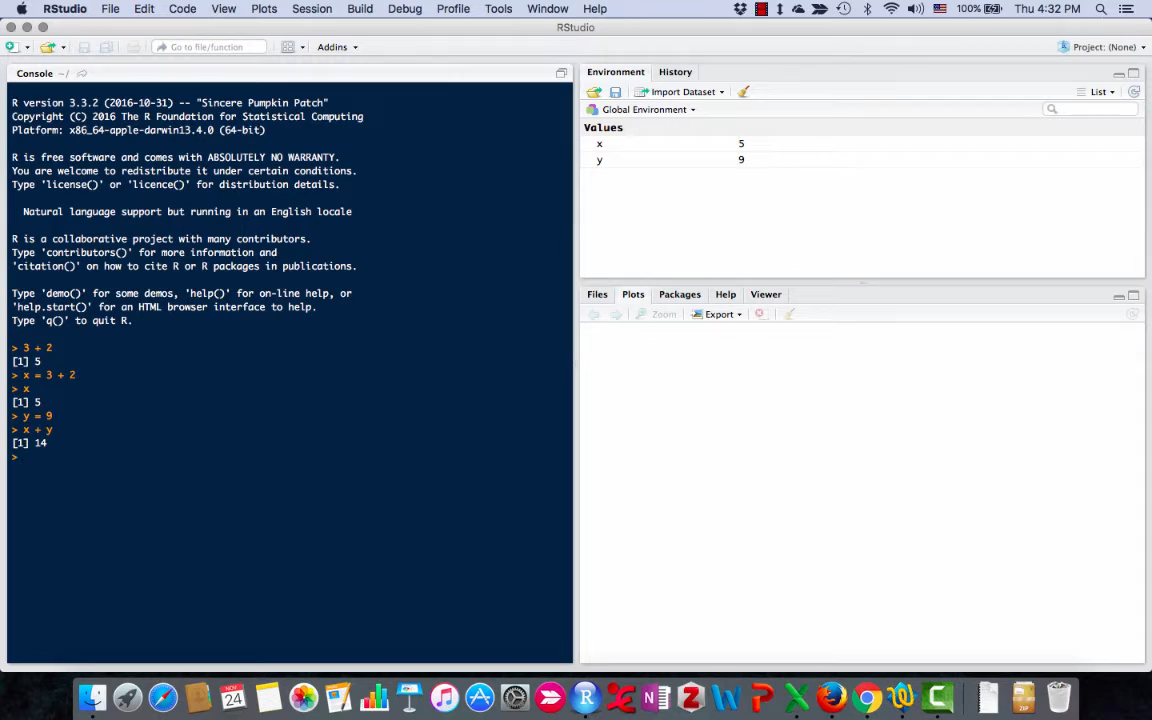 RStudio File Edit Code View Plots Session Build Debug Profile Tools Window Help 100% Thu 4:32 PM
RStudio
Go to file/function Addins Project: (None)
Console ~/
R version 3.3.2 (2016-10-31) -- "Sincere Pumpkin Patch"
Copyright (C) 2016 The R Foundation for Statistical Computing
Platform: x86_64-apple-darwin13.4.0 (64-bit)
R is free software and comes with ABSOLUTELY NO WARRANTY.
You are welcome to redistribute it under certain conditions.
Type 'license()' or 'licence()' for distribution details.
Natural language support but running in an English locale
R is a collaborative project with many contributors.
Type 'contributors()' for more information and
'citation()' on how to cite R or R packages in publications.
Type 'demo()' for some demos, 'help()' for on-line help, or
'help.start()' for an HTML browser interface to help.
Type 'q()' to quit R.
> 3 + 2
[1] 5
> x = 3 + 2
> x
[1] 5
> y = 9
> x + y
[1] 14
>
Environment History
Import Dataset List
Global Environment
Values
x 5
y 9
Files Plots Packages Help Viewer
Zoom Export
NOV
24
R
N
Z
W
P
X
C
ZIP